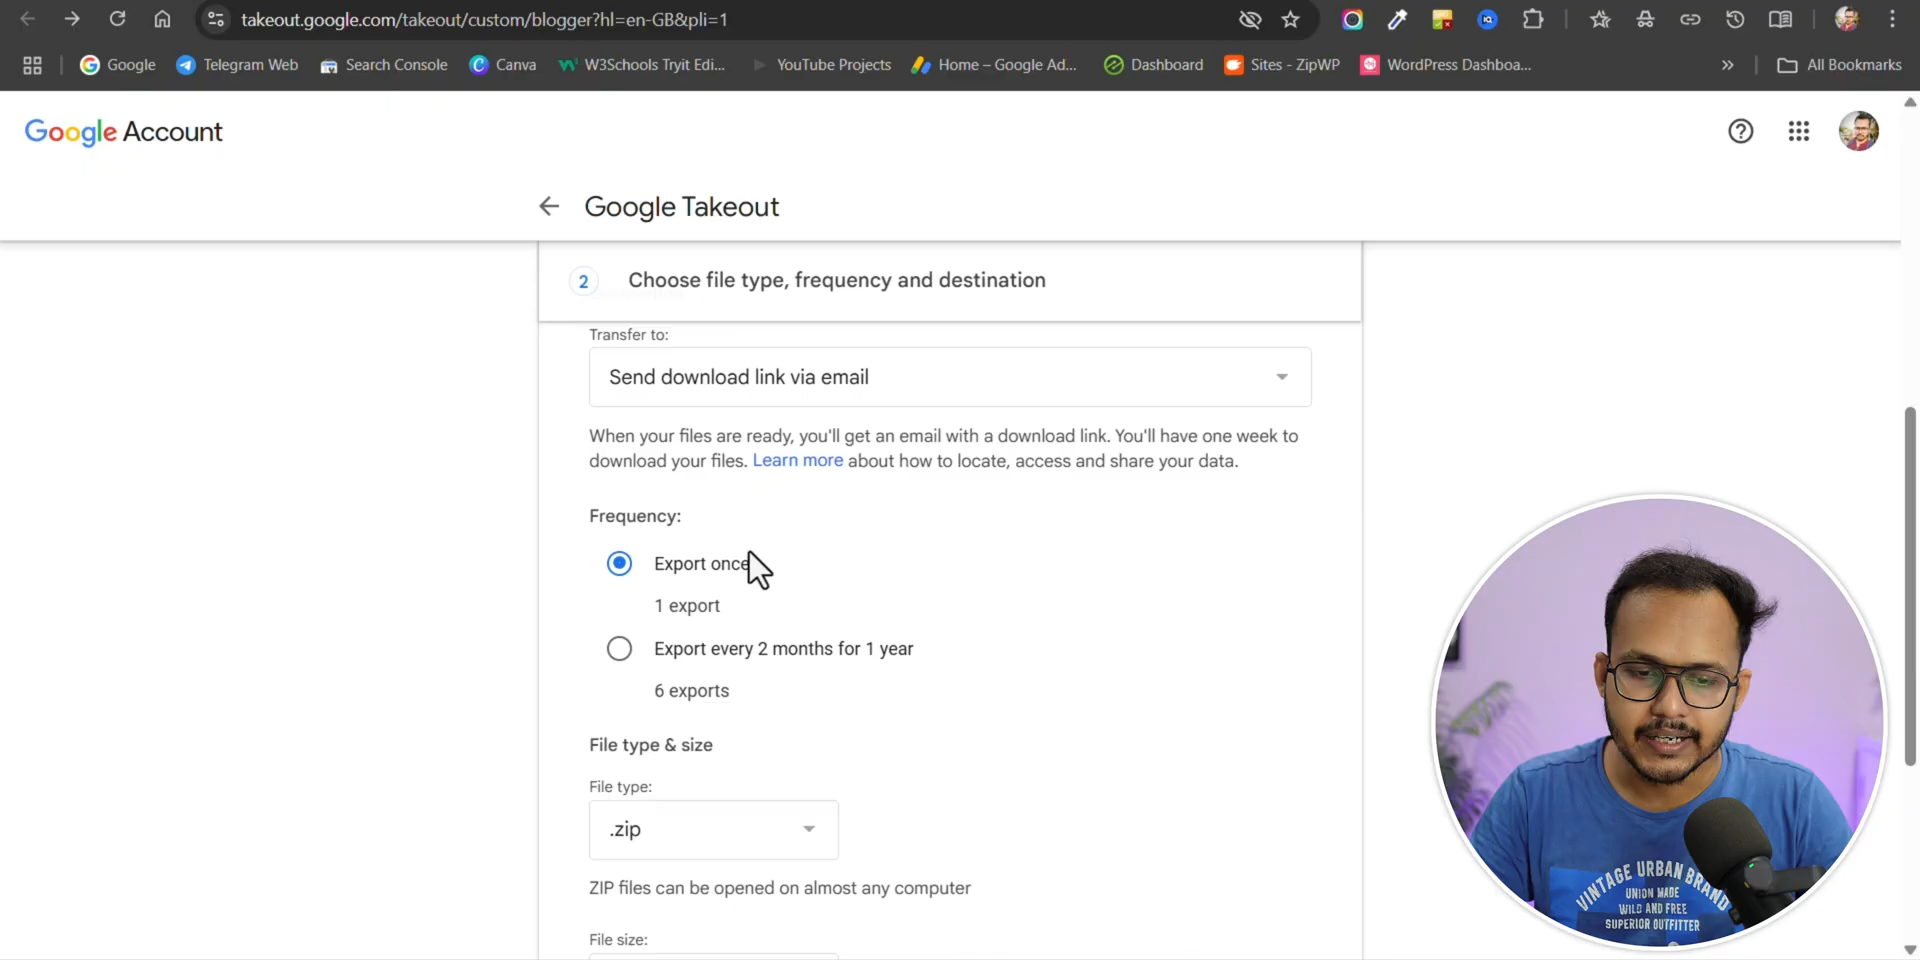 takeout.google.com/takeout/custom/blogger?hl=en-GB&pli=1
Google
Telegram Web
Search Console
Canva
W3Schools Tryit Edi...
YouTube Projects
Home – Google Ad...
Dashboard
Sites - ZipWP
WordPress Dashboa...
All Bookmarks
Google Account
Google Takeout
2 Choose file type, frequency and destination
Transfer to:
Send download link via email
When your files are ready, you'll get an email with a download link. You'll have one week to
download your files. Learn more about how to locate, access and share your data.
Frequency:
Export once
1 export
Export every 2 months for 1 year
6 exports
File type & size
File type:
.zip
ZIP files can be opened on almost any computer
File size:
VINTAGE URBAN BRAND
UNION MADE
WILD AND FREE
SUPERIOR OUTFITTER